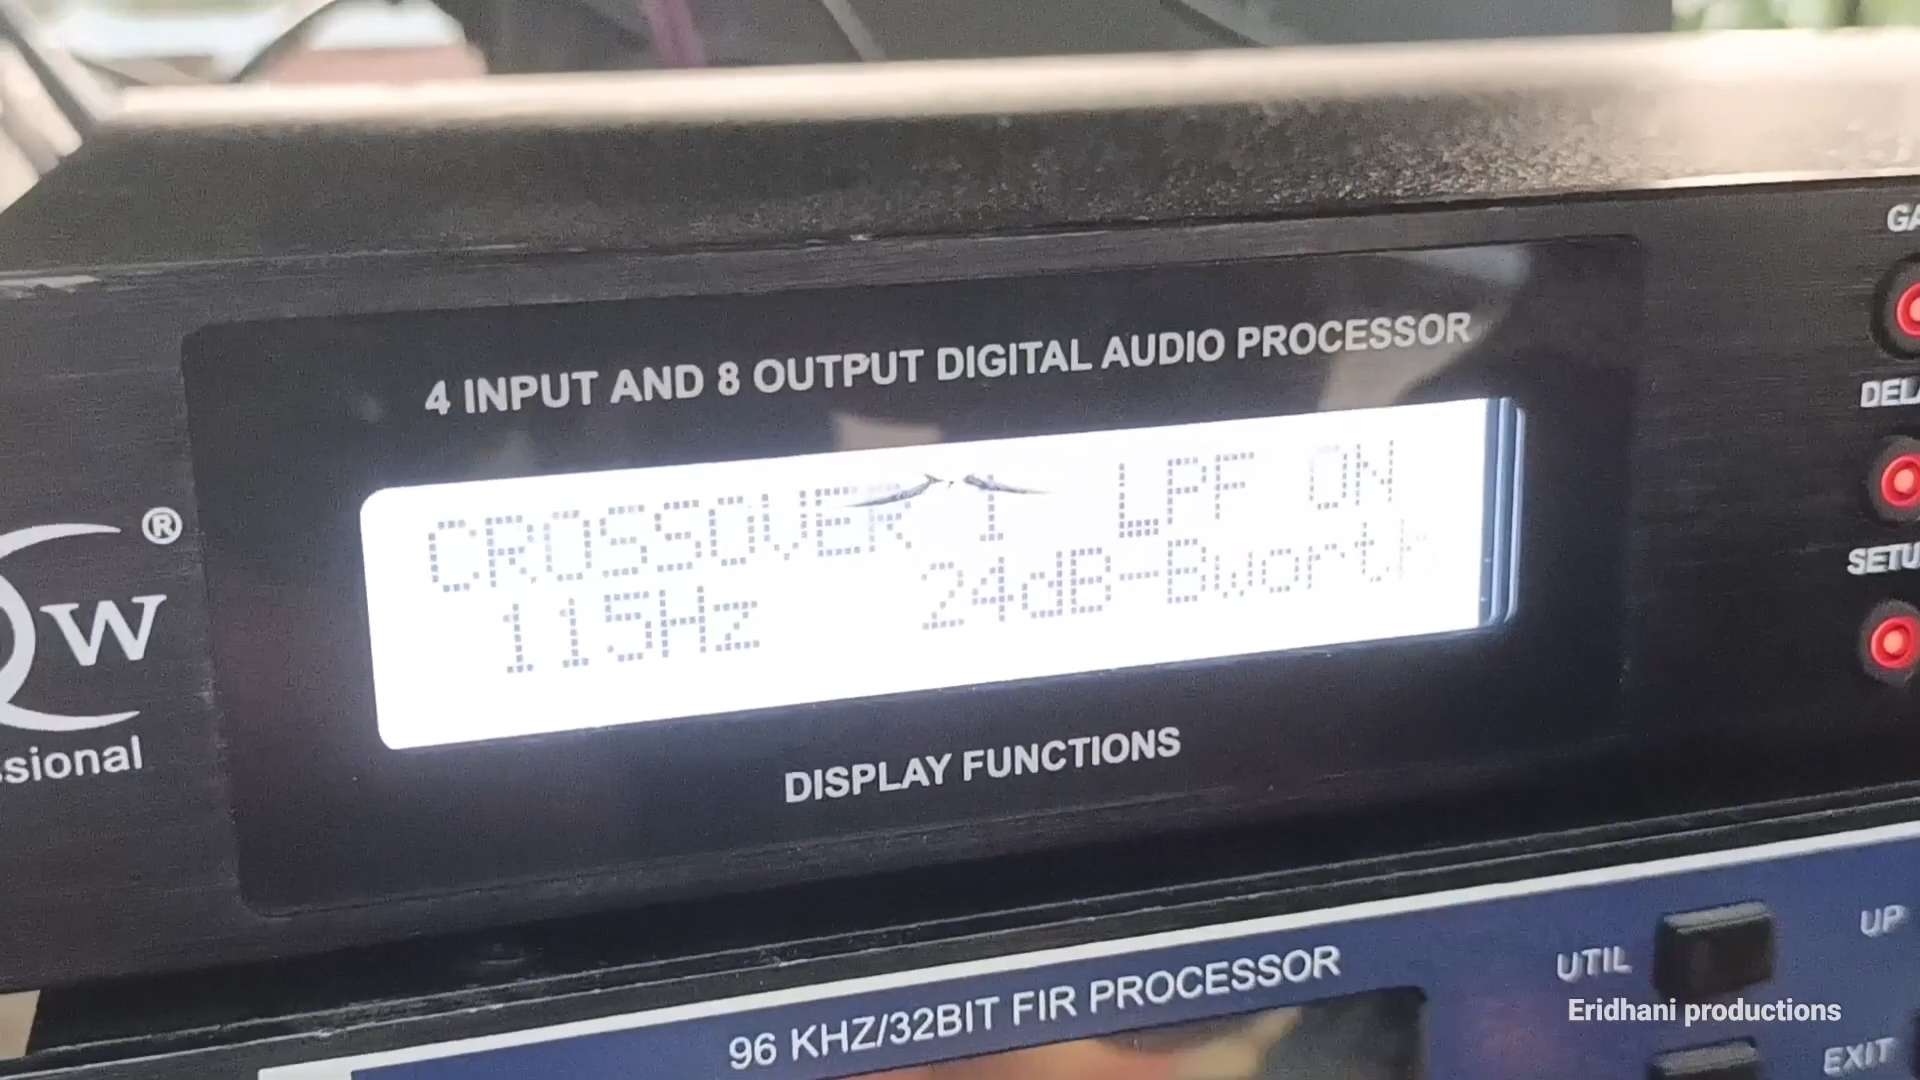 4 INPUT AND 8 OUTPUT DIGITAL AUDIO PROCESSOR
CROSSOVER 1 LPF ON
115Hz 24dB-Bworth
DISPLAY FUNCTIONS
®
W
ssional
GA
DELA
SETU
96 KHZ/32BIT FIR PROCESSOR
UTIL
UP
EXIT
Eridhani productions